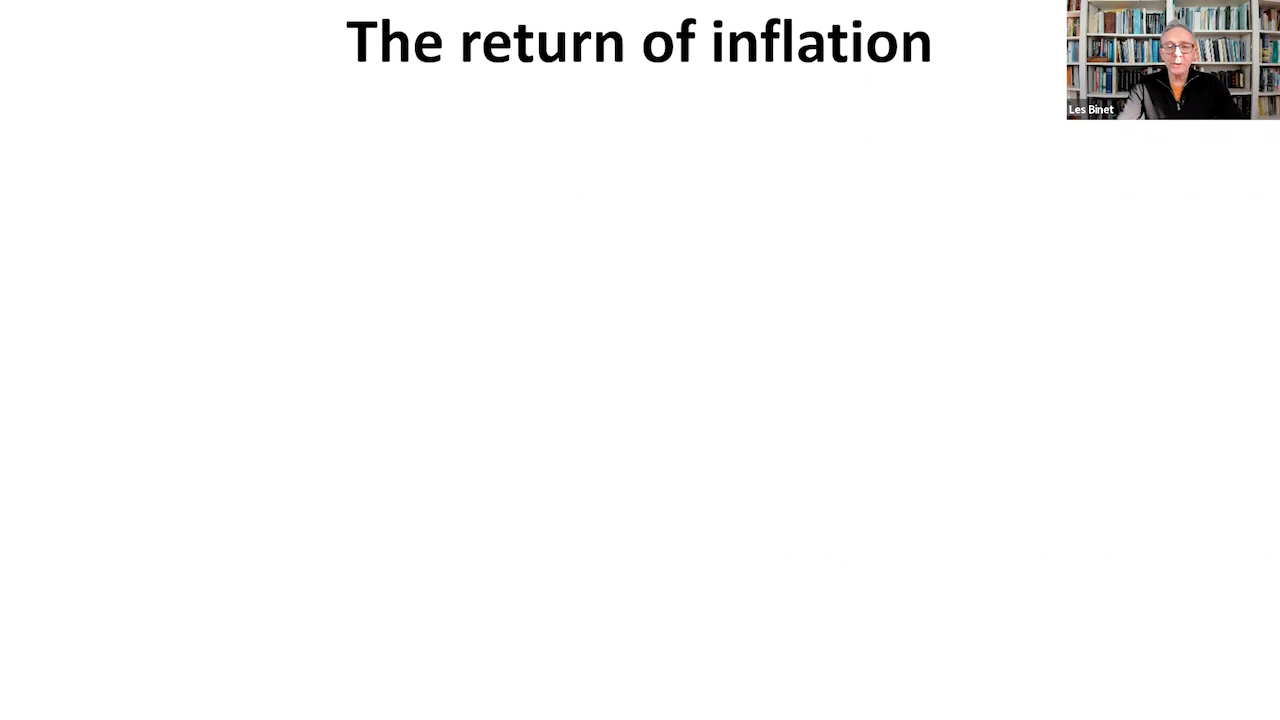 The return of inflation
Les Binet